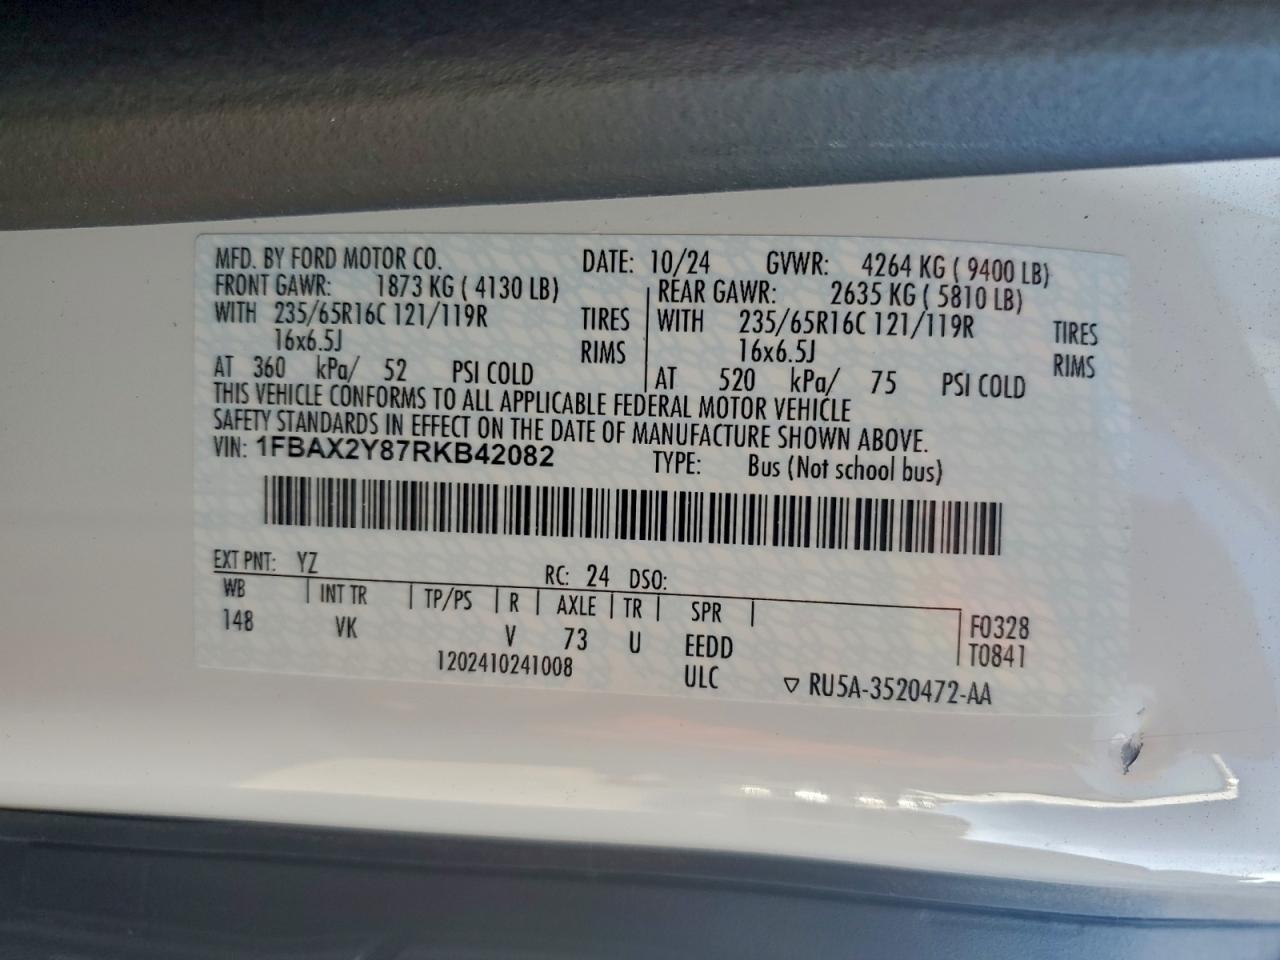 MFD. BY FORD MOTOR CO. DATE: 10/24 GVWR: 4264 KG ( 9400 LB)
FRONT GAWR: 1873 KG ( 4130 LB) REAR GAWR: 2635 KG ( 5810 LB)
WITH 235/65R16C 121/119R TIRES WITH 235/65R16C 121/119R TIRES
16x6.5J RIMS 16x6.5J RIMS
AT 360 kPa/ 52 PSI COLD AT 520 kPa/ 75 PSI COLD
THIS VEHICLE CONFORMS TO ALL APPLICABLE FEDERAL MOTOR VEHICLE
SAFETY STANDARDS IN EFFECT ON THE DATE OF MANUFACTURE SHOWN ABOVE.
VIN: 1FBAX2Y87RKB42082 TYPE: Bus (Not school bus)
EXT PNT: YZ RC: 24 DSO:
WB INT TR TP/PS R AXLE TR SPR F0328
148 VK V 73 U EEDD T0841
1202410241008 ULC ▽ RU5A-3520472-AA